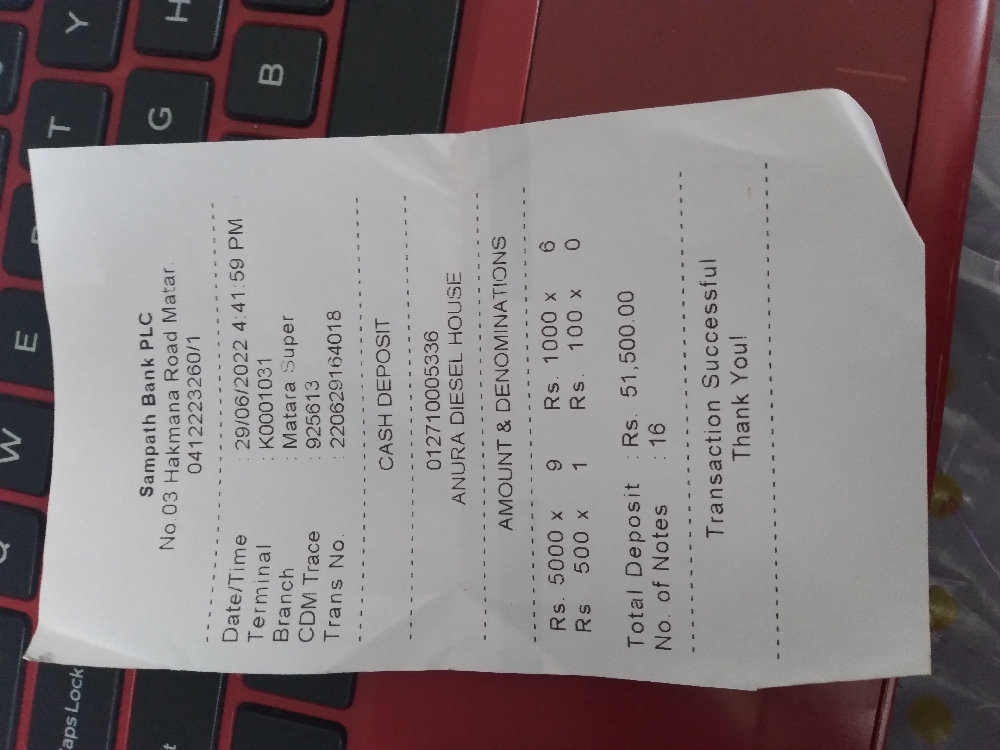 Sampath Bank PLC
No.03 Hakmana Road Matar
0412223260/1
Date/Time : 29/06/2022 4:41:59 PM
Terminal : K0001031
Branch : Matara Super
CDM Trace : 925613
Trans No. : 220629164018
CASH DEPOSIT
012710005336
ANURA DIESEL HOUSE
AMOUNT & DENOMINATIONS
Rs. 5000 x 9 Rs. 1000 x 6
Rs 500 x 1 Rs. 100 x 0
Total Deposit : Rs. 51,500.00
No. of Notes : 16
Transaction Successful
Thank You!
Y
H
T
G
B
E
W
Q
aps Lock